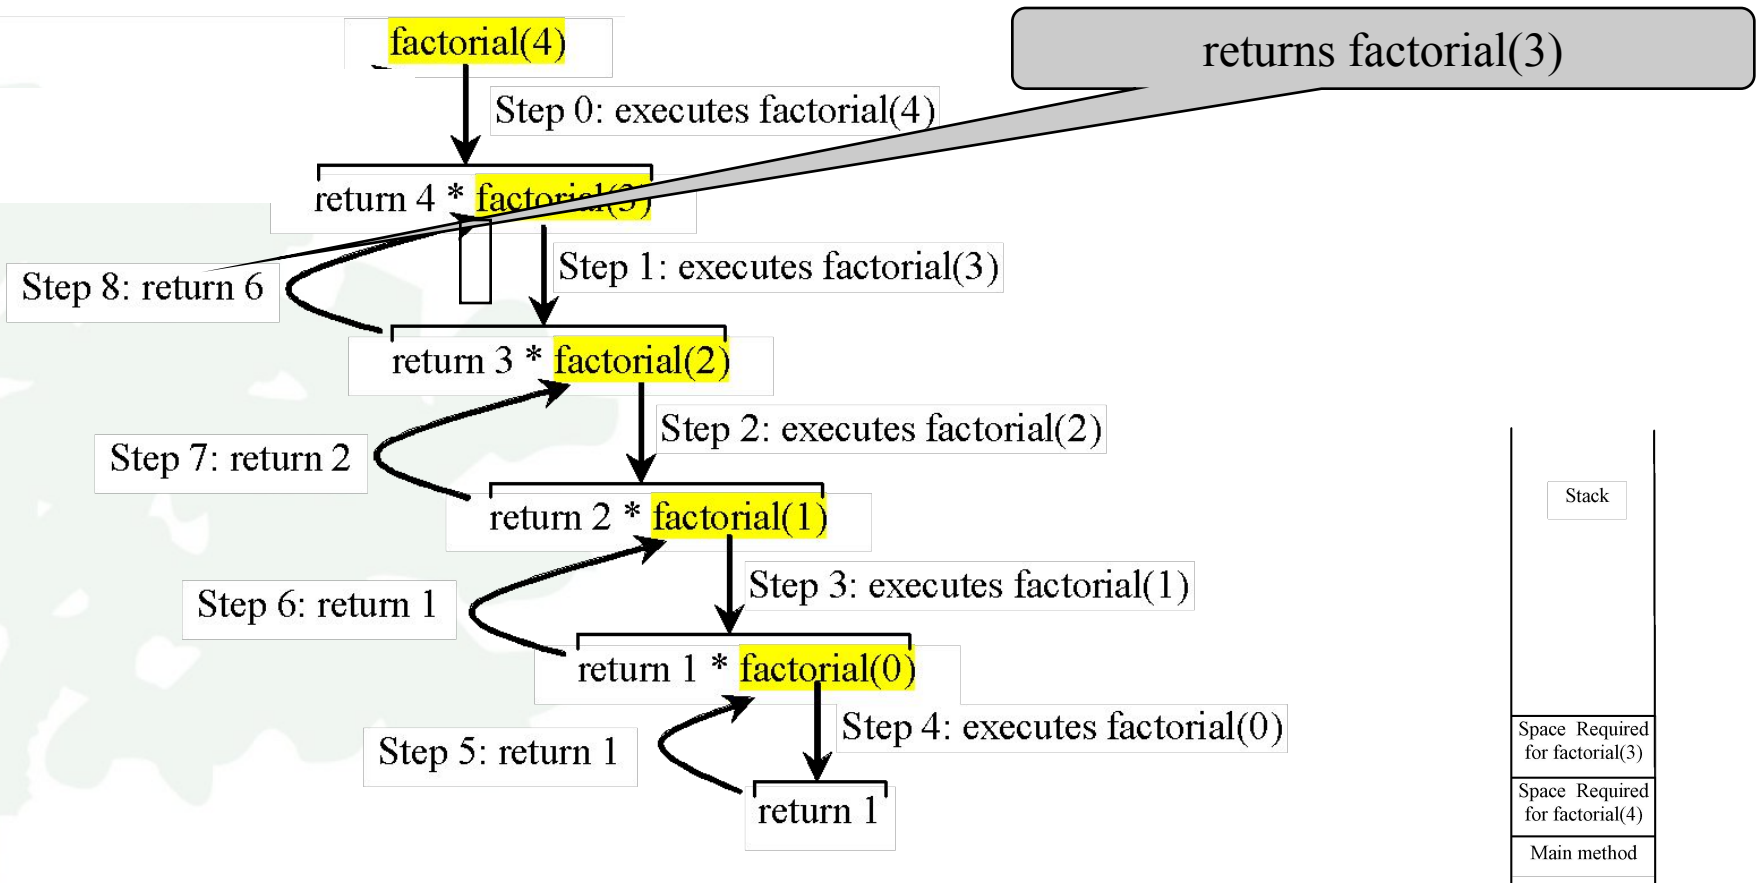 factorial(4)
returns factorial(3)
Step 0: executes factorial(4)
return 4 * factorial(3)
Step 8: return 6
Step 1: executes factorial(3)
return 3 * factorial(2)
Step 7: return 2
Step 2: executes factorial(2)
Stack
return 2 * factorial(1)
Step 6: return 1
Step 3: executes factorial(1)
return 1 * factorial(0)
Step 5: return 1
Step 4: executes factorial(0)
return 1
Space Required
for factorial(3)
Space Required
for factorial(4)
Main method